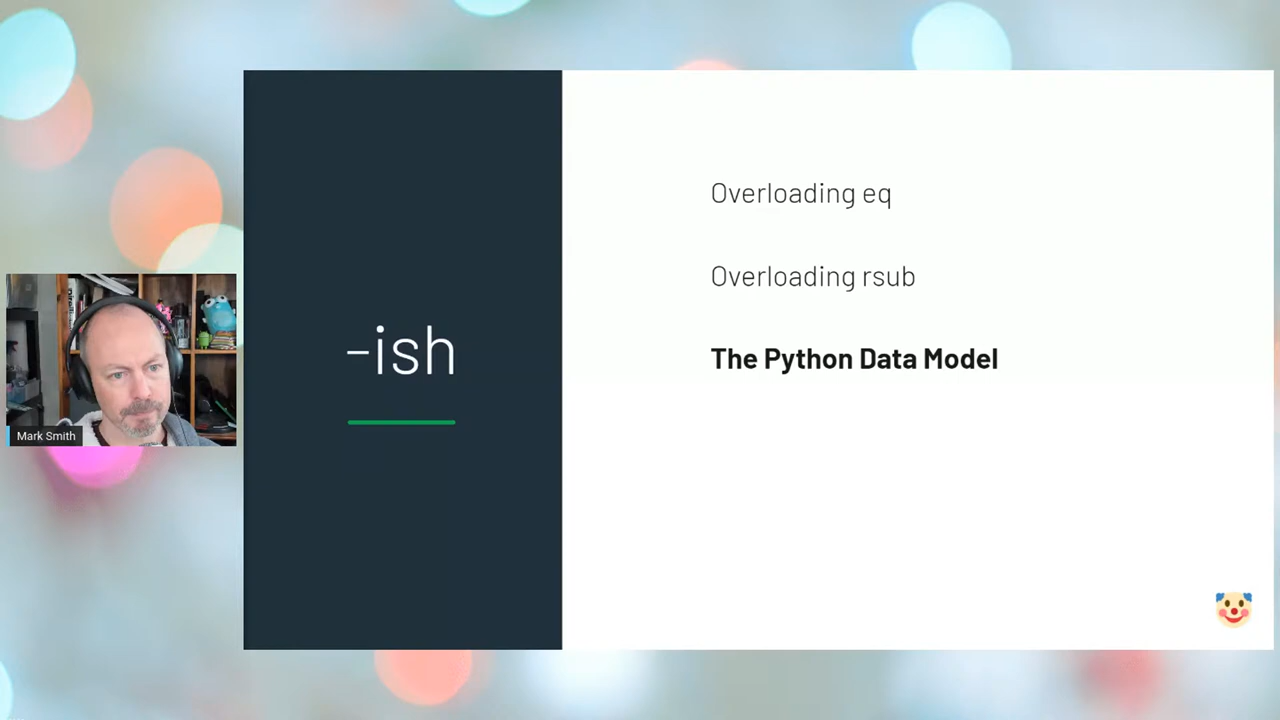 -ish
Overloading eq
Overloading rsub
The Python Data Model
Mark Smith